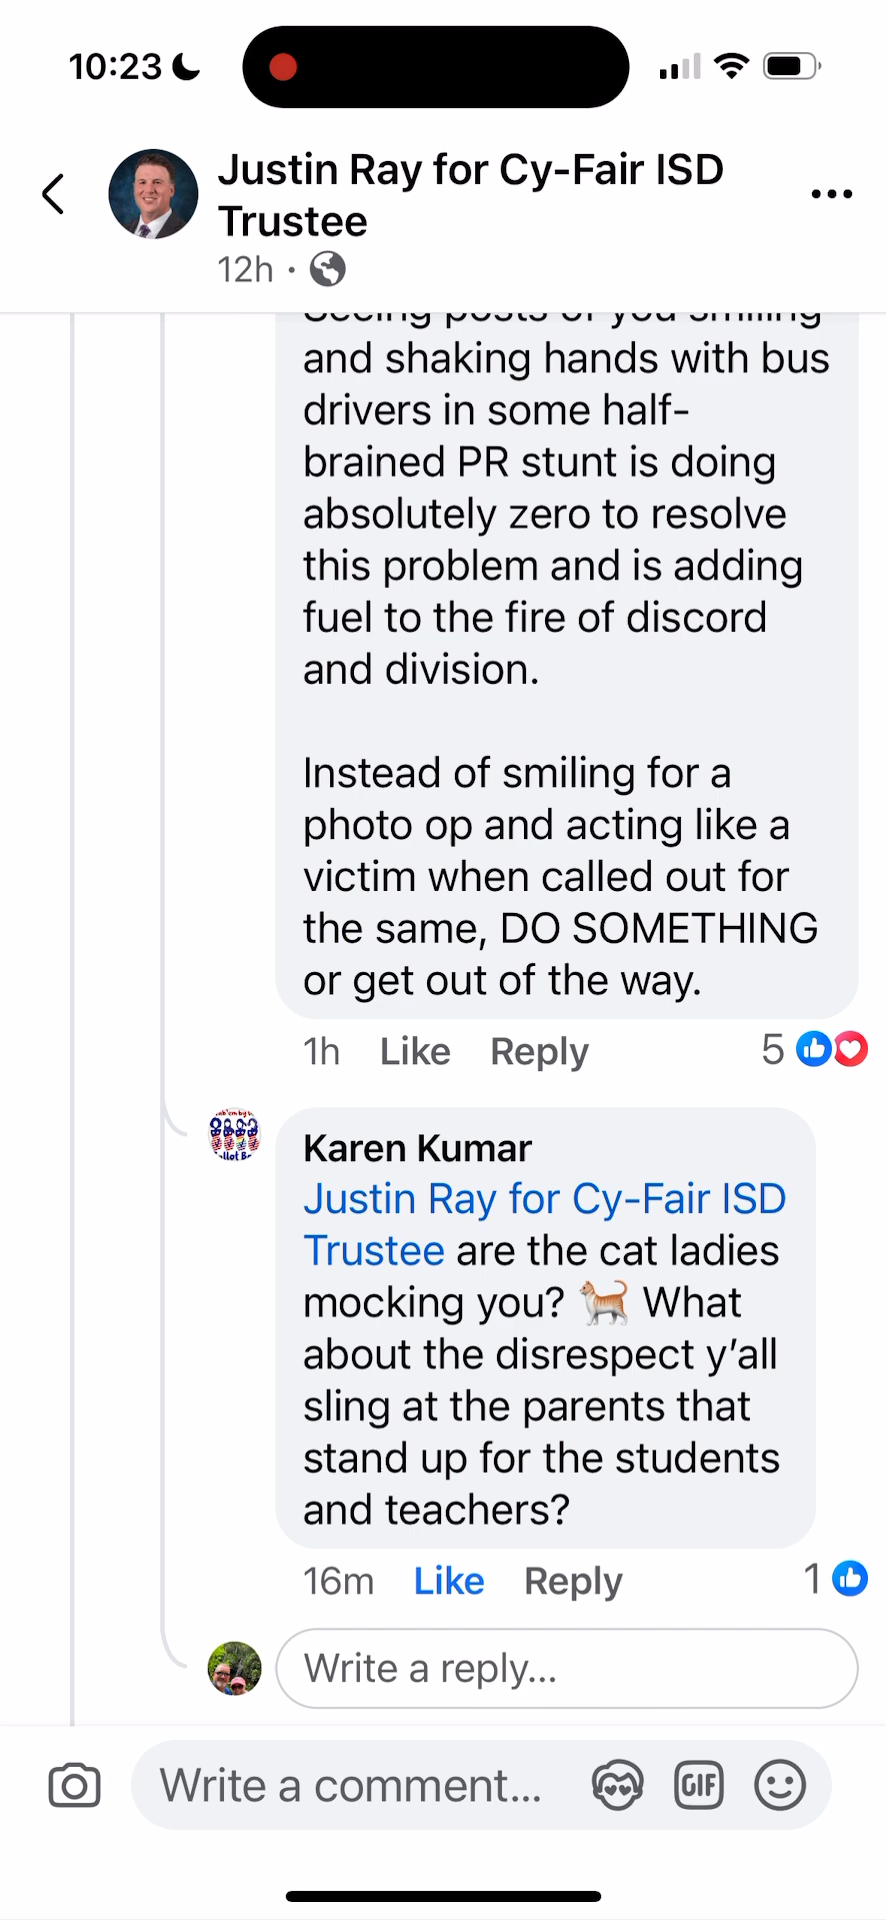 10:23
Justin Ray for Cy-Fair ISD
Trustee
12h ·
Seeing posts of you smiling
and shaking hands with bus
drivers in some half-
brained PR stunt is doing
absolutely zero to resolve
this problem and is adding
fuel to the fire of discord
and division.
Instead of smiling for a
photo op and acting like a
victim when called out for
the same, DO SOMETHING
or get out of the way.
1h Like Reply 5
Karen Kumar
Justin Ray for Cy-Fair ISD
Trustee are the cat ladies
mocking you? 🐈 What
about the disrespect y’all
sling at the parents that
stand up for the students
and teachers?
16m Like Reply 1
Write a reply...
Write a comment... GIF